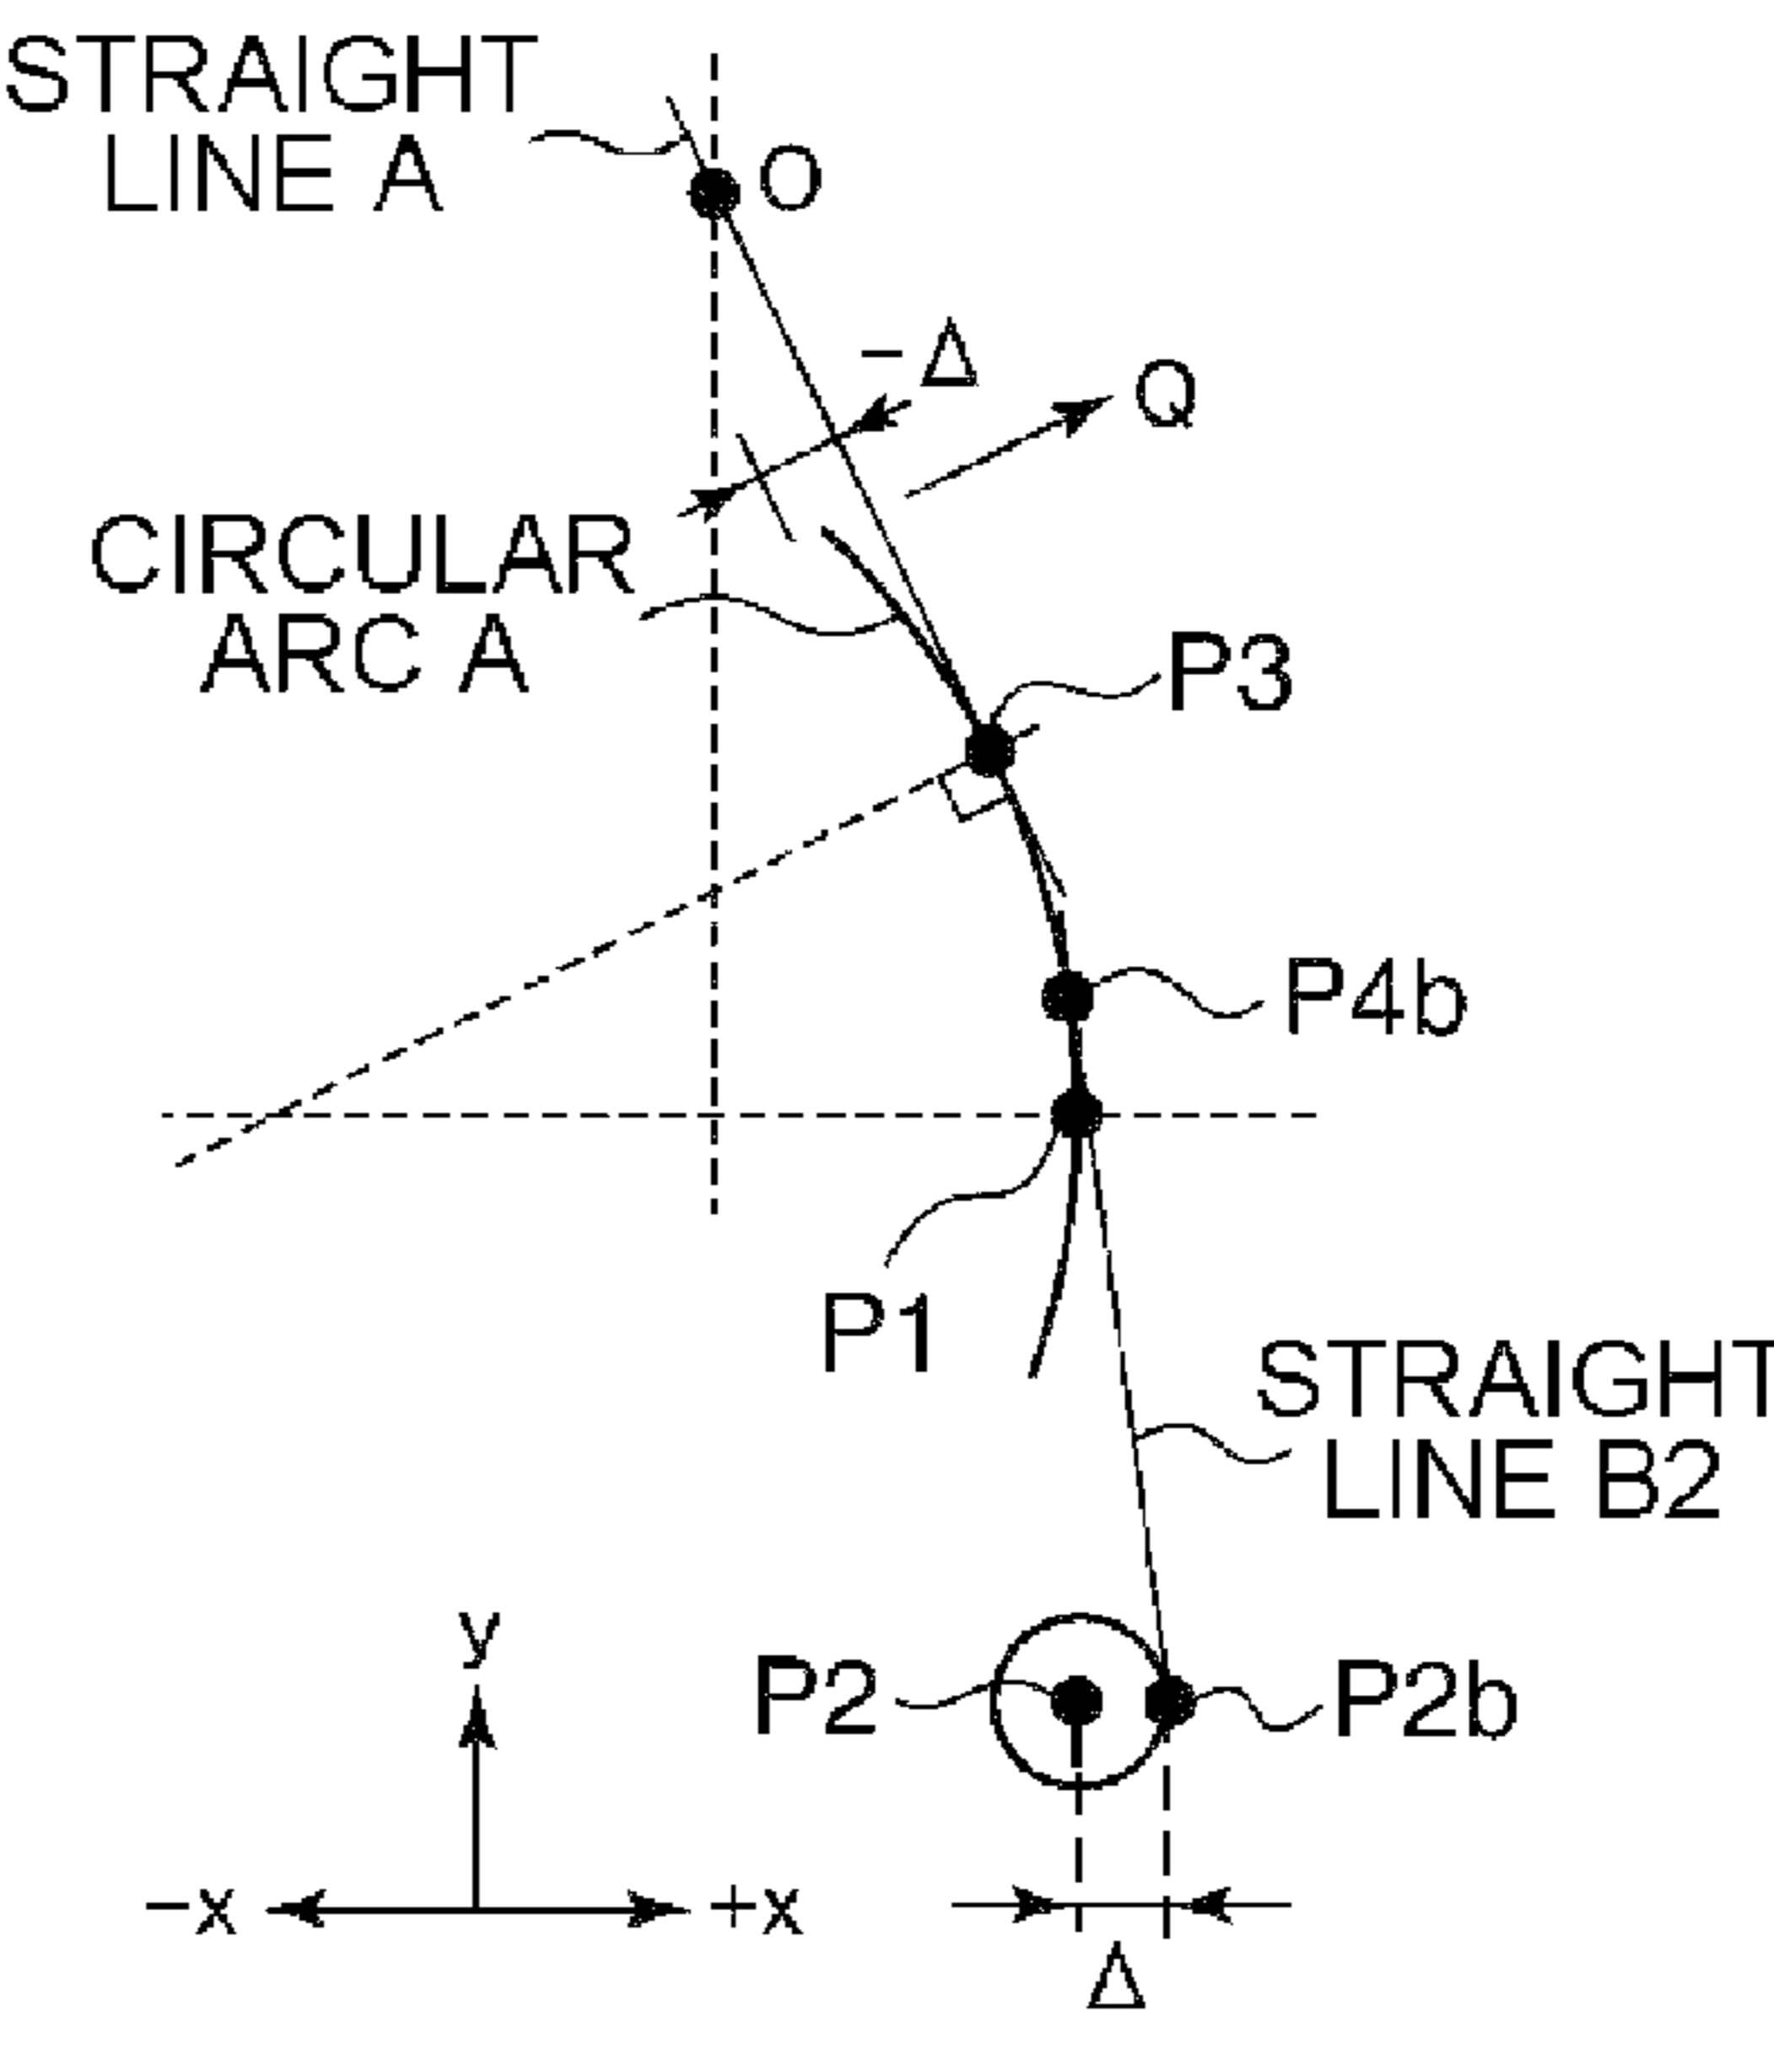 STRAIGHT
LINE A
O
−Δ
Q
CIRCULAR
ARC A
P3
P4b
P1
STRAIGHT
LINE B2
y
P2
P2b
−x
+x
Δ